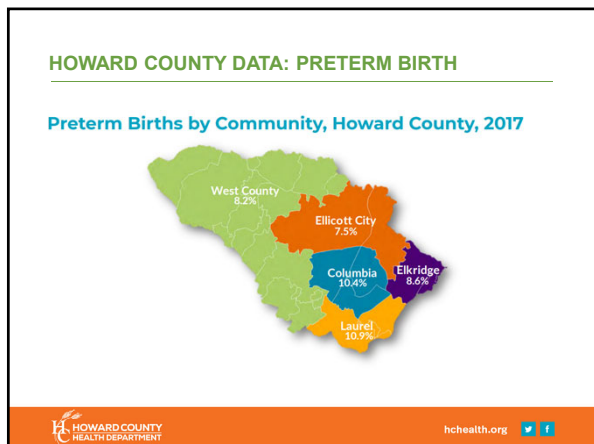 HOWARD COUNTY DATA: PRETERM BIRTH
Preterm Births by Community, Howard County, 2017
West County
8.2%
Ellicott City
7.5%
Columbia
10.4%
Elkridge
8.6%
Laurel
10.9%
HC HOWARD COUNTY
HEALTH DEPARTMENT
hchealth.org